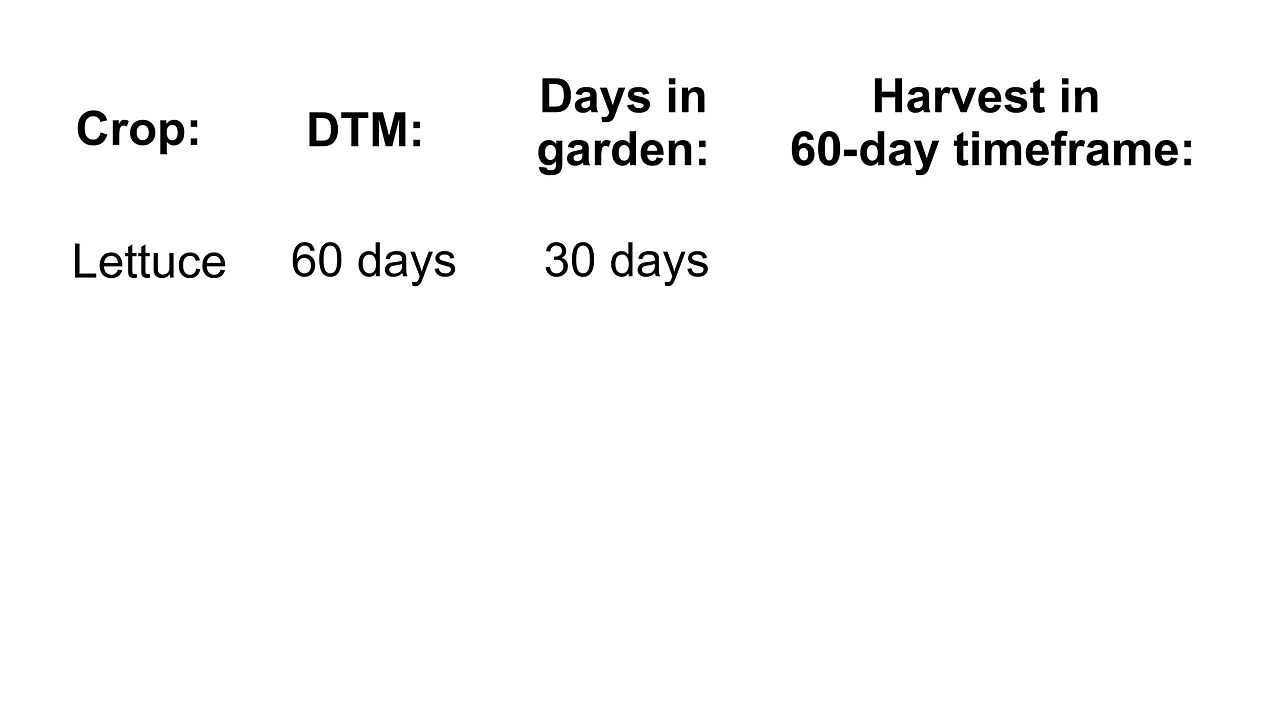 Crop:
DTM:
Days in
garden:
Harvest in
60-day timeframe:
Lettuce
60 days
30 days